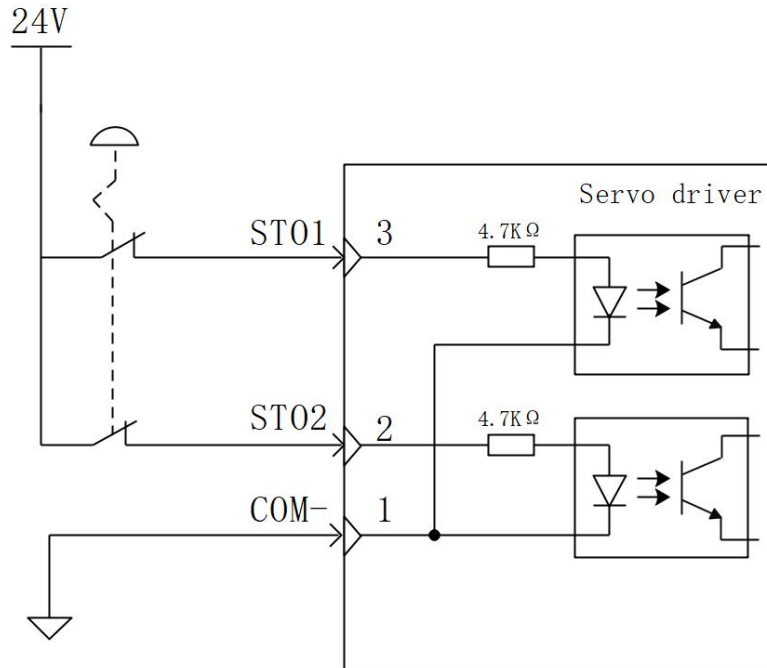 24V
Servo driver
STO1
3
4.7KΩ
STO2
2
4.7KΩ
COM-
1